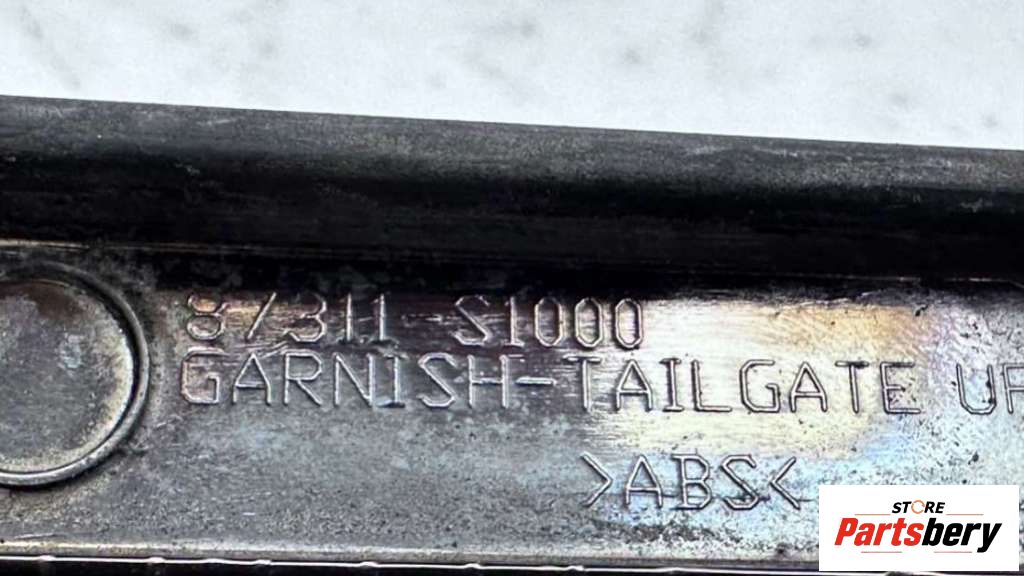 87311 S1000
GARNISH-TAILGATE UP
>ABS<
STORE
Partsbery